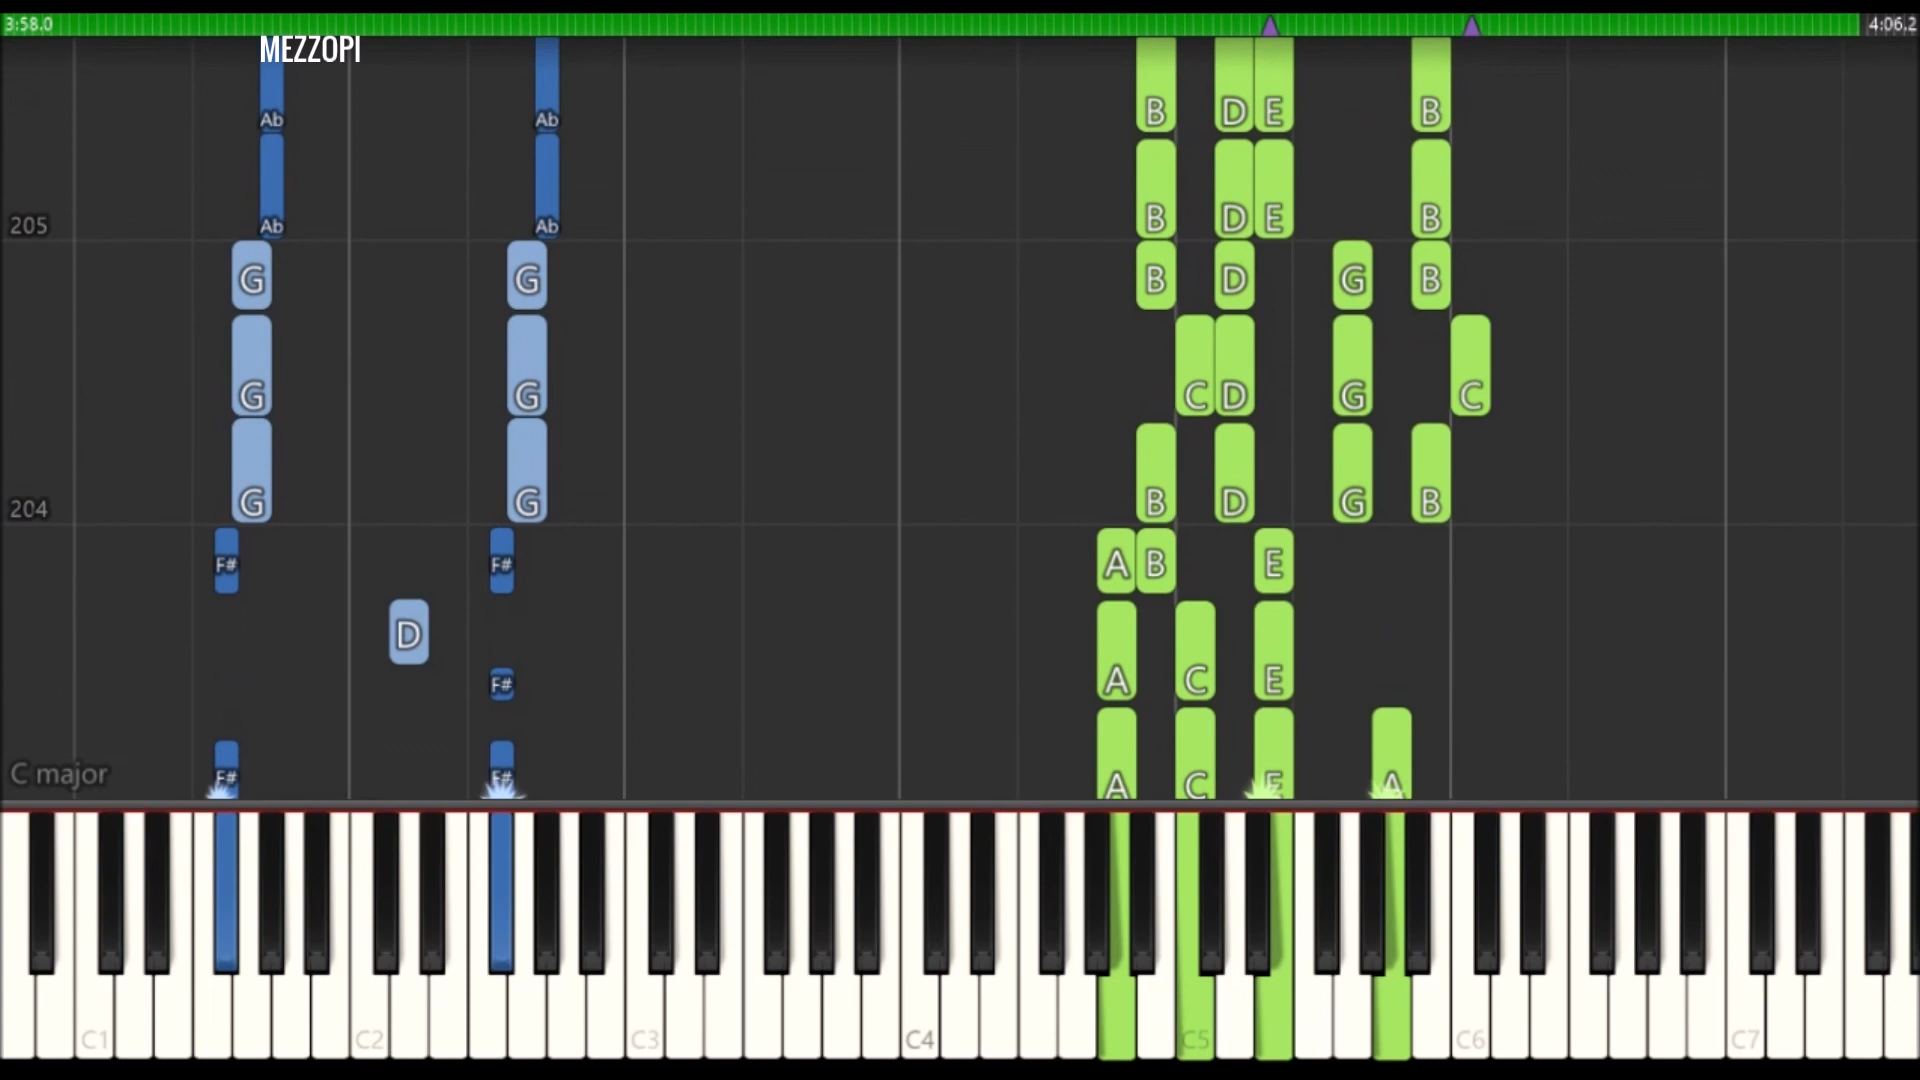 3:58.0 4:06.2
MEZZOPI
Ab Ab B D E B
205
Ab Ab B D E B
G G B D G B
G G C D G C
204
G G B D G B
F# F# A B E
D
F# A C E
C major
F# F# A C E A
C1 C2 C3 C4 C5 C6 C7